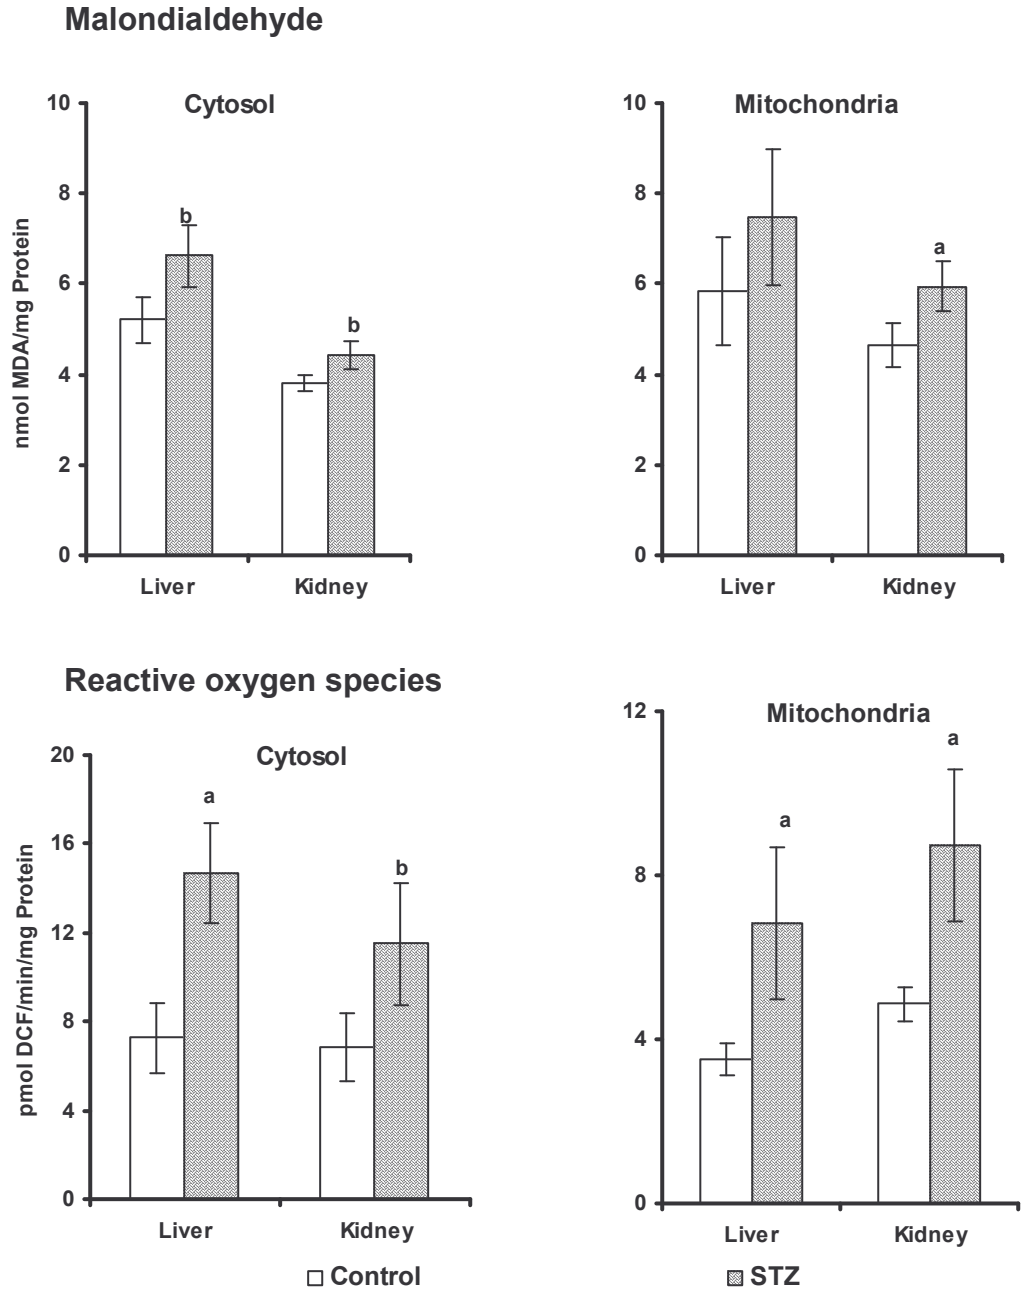 Malondialdehyde
Cytosol
nmol MDA/mg Protein
10
8
6
4
2
0
b
b
Liver Kidney
Mitochondria
10
8
6
4
2
0
a
Liver Kidney
Reactive oxygen species
Cytosol
pmol DCF/min/mg Protein
20
16
12
8
4
0
a
b
Liver Kidney
Mitochondria
12
8
4
0
a
a
Liver Kidney
Control STZ